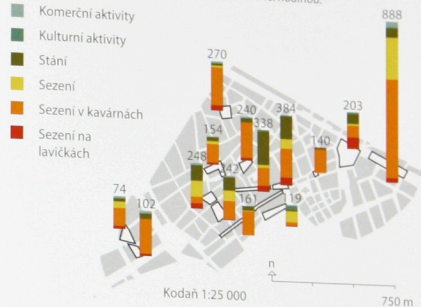 Komerční aktivity
Kulturní aktivity
Stání
Sezení
Sezení v kavárnách
Sezení na
lavičkách
888
270
240
338
384
203
154
140
248
242
161
19
74
102
n
Kodaň 1:25 000
750 m